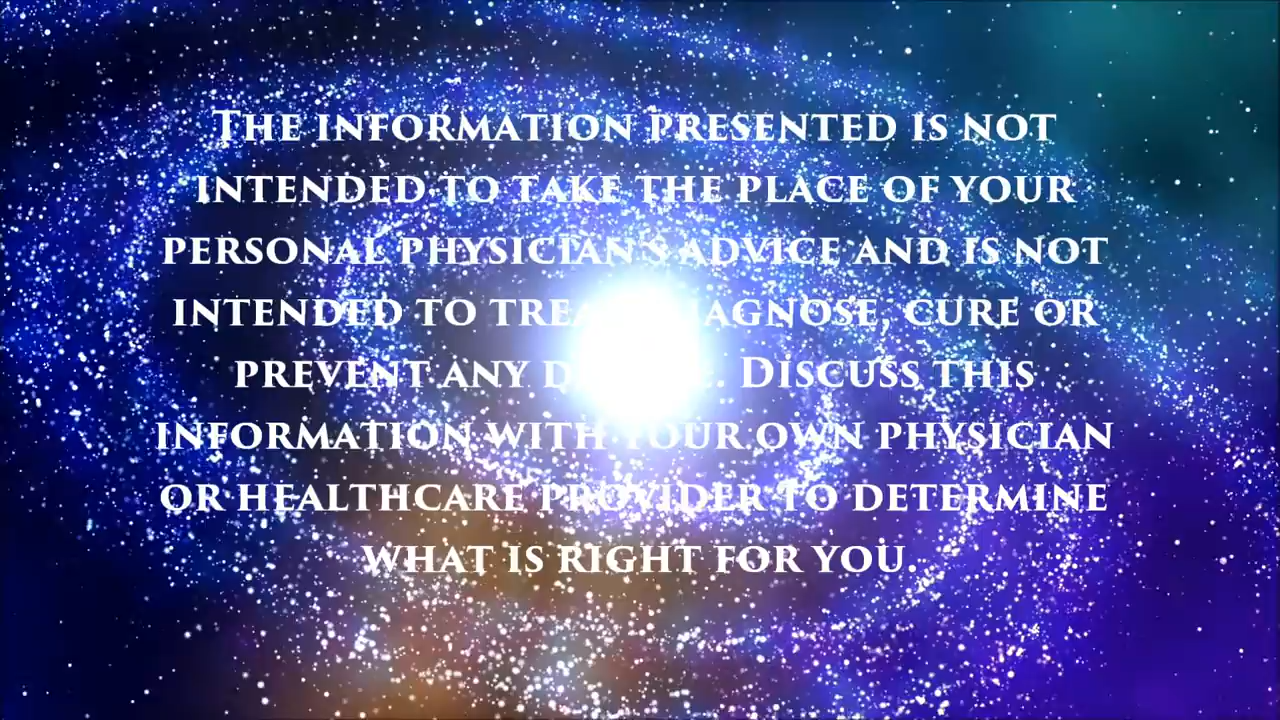 The information presented is not
intended to take the place of your
personal physician's advice and is not
intended to treat, diagnose, cure or
prevent any disease. Discuss this
information with your own physician
or healthcare provider to determine
what is right for you.